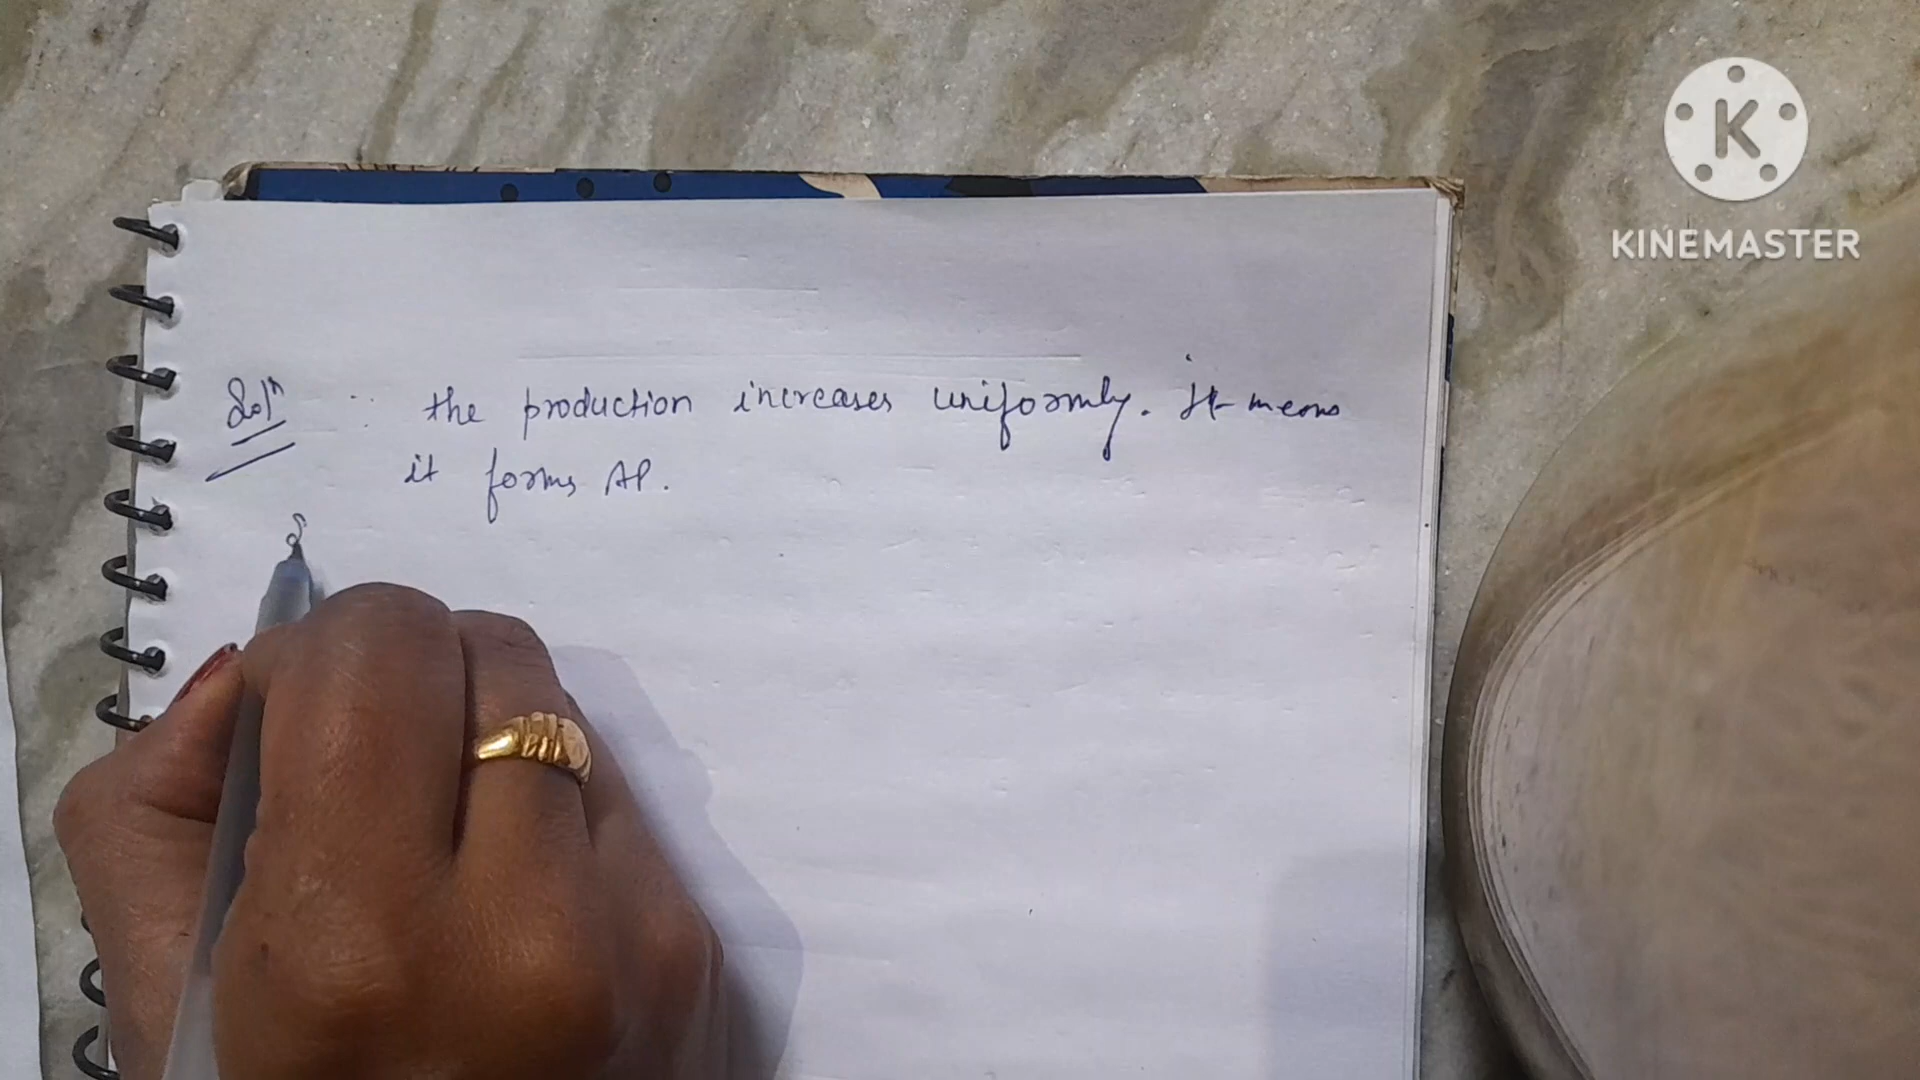 K
KINEMASTER
Solⁿ ∵ the production increases uniformly. It means
it forms AP.